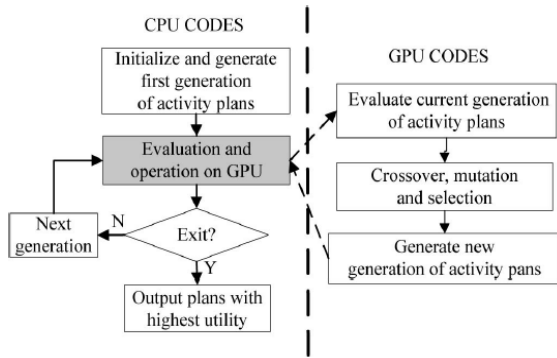 CPU CODES
Initialize and generate
first generation
of activity plans
Evaluation and
operation on GPU
Next
generation
N
Exit?
Y
Output plans with
highest utility
GPU CODES
Evaluate current generation
of activity plans
Crossover, mutation
and selection
Generate new
generation of activity pans